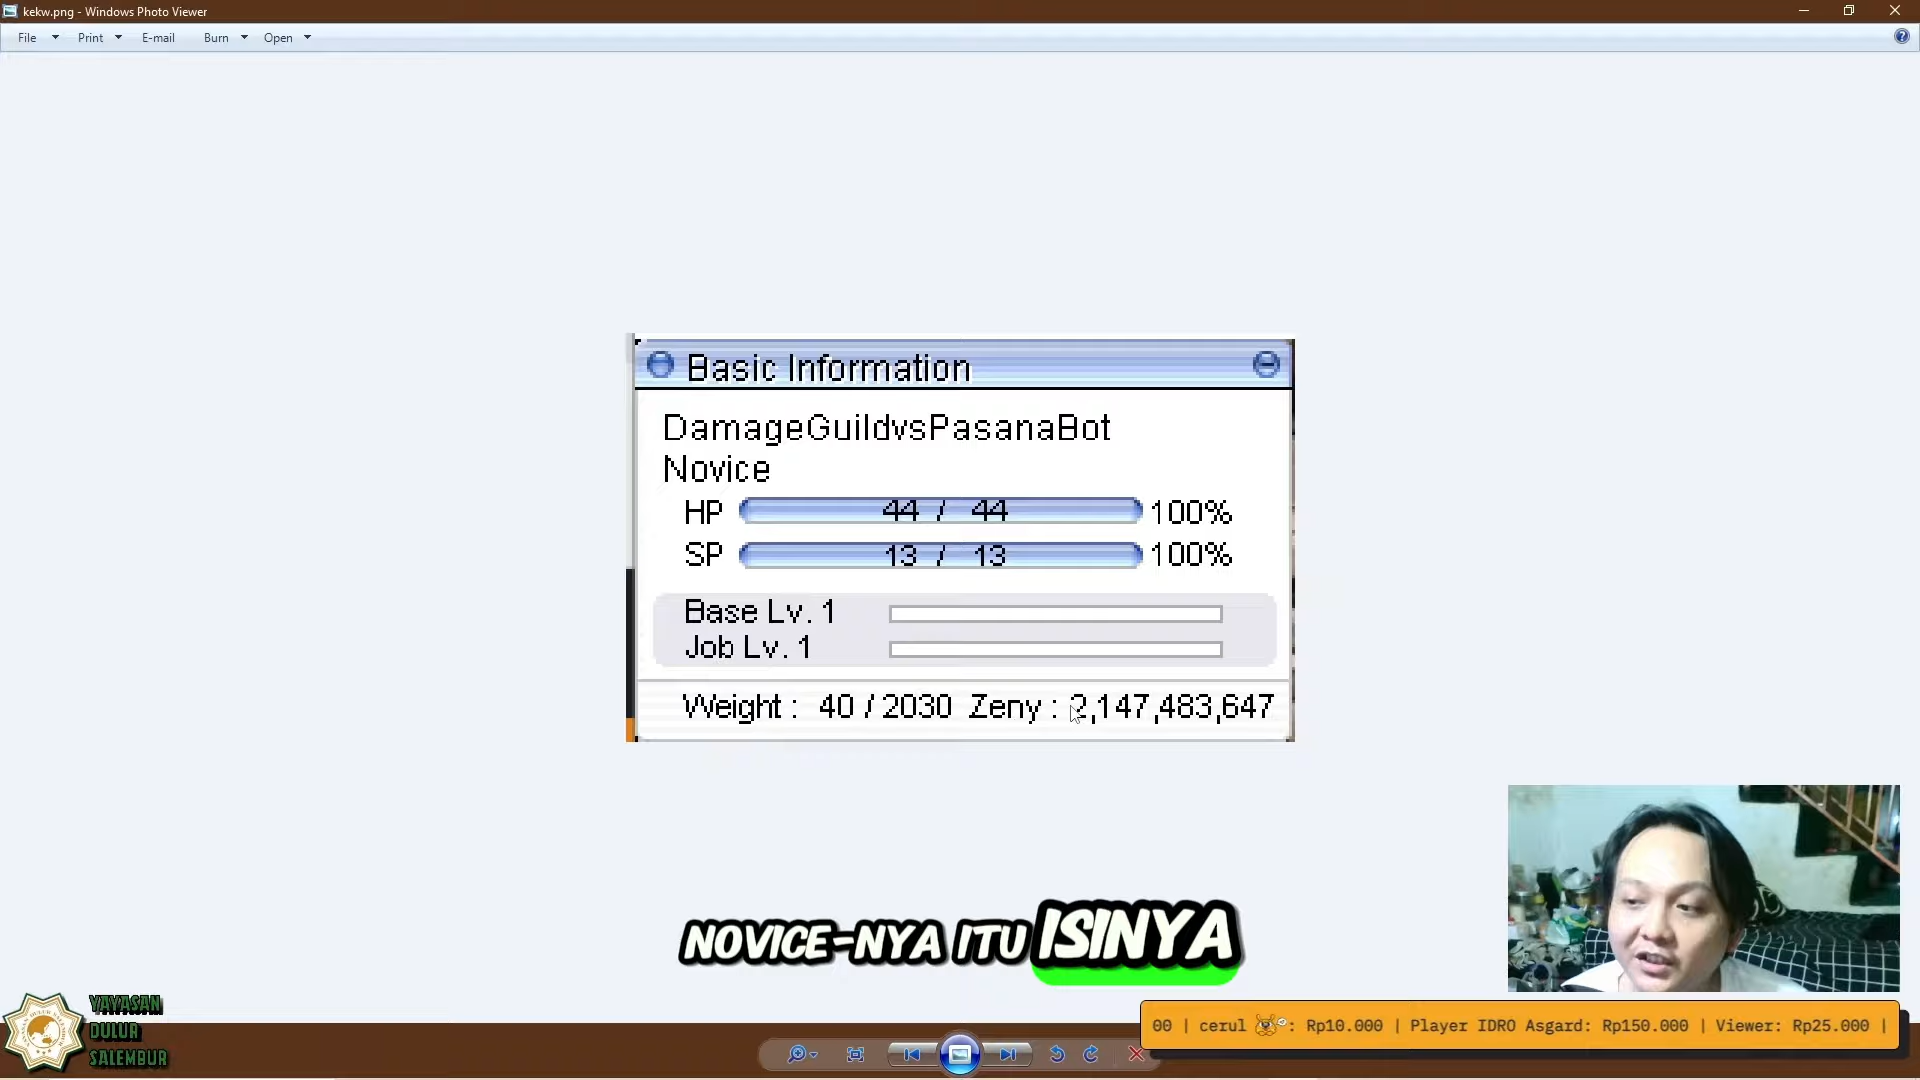 kekw.png - Windows Photo Viewer
File Print E-mail Burn Open
Basic Information
DamageGuildvsPasanaBot
Novice
HP 44 / 44 100%
SP 13 / 13 100%
Base Lv. 1
Job Lv. 1
Weight : 40 / 2030 Zeny : 2,147,483,647
NOVICE-NYA ITU ISINYA
YAYASAN
DULUR
SALEMBUR
00 | cerul : Rp10.000 | Player IDRO Asgard: Rp150.000 | Viewer: Rp25.000 |